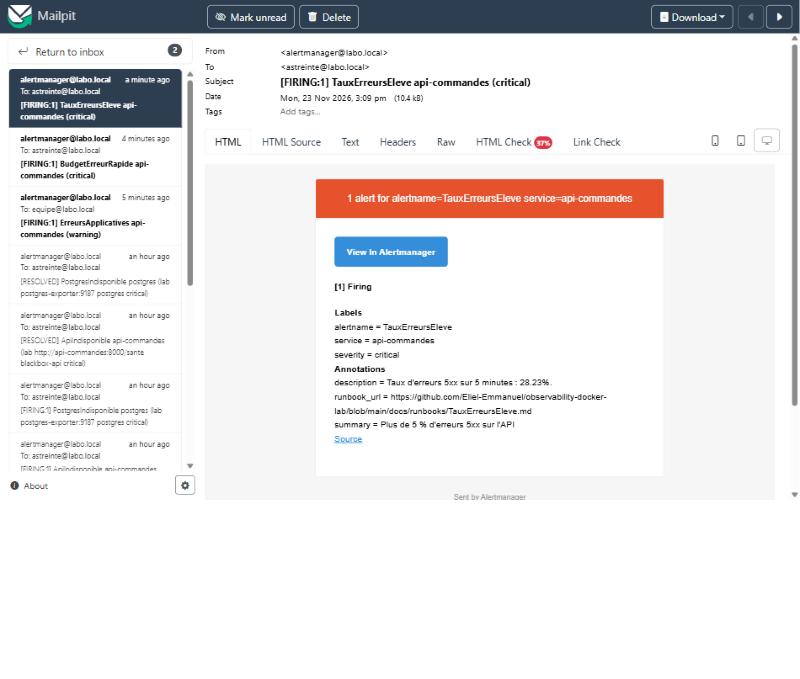 Mailpit
Mark unread
Delete
Download
Return to inbox
2
alertmanager@labo.local a minute ago
To: astreinte@labo.local
[FIRING:1] TauxErreursEleve api-
commandes (critical)
alertmanager@labo.local 4 minutes ago
To: astreinte@labo.local
[FIRING:1] BudgetErreurRapide api-
commandes (critical)
alertmanager@labo.local 5 minutes ago
To: equipe@labo.local
[FIRING:1] ErreursApplicatives api-
commandes (warning)
alertmanager@labo.local an hour ago
To: astreinte@labo.local
[RESOLVED] PostgresIndisponible postgres (lab
postgres-exporter:9187 postgres critical)
alertmanager@labo.local an hour ago
To: astreinte@labo.local
[RESOLVED] ApiIndisponible api-commandes
(lab http://api-commandes:8000/sante
blackbox-api critical)
alertmanager@labo.local an hour ago
To: astreinte@labo.local
[FIRING:1] PostgresIndisponible postgres (lab
postgres-exporter:9187 postgres critical)
alertmanager@labo.local an hour ago
To: astreinte@labo.local
[FIRING:1] ApiIndisponible api-commandes
About
From <alertmanager@labo.local>
To <astreinte@labo.local>
Subject [FIRING:1] TauxErreursEleve api-commandes (critical)
Date Mon, 23 Nov 2026, 3:09 pm (10.4 kB)
Tags Add tags...
HTML HTML Source Text Headers Raw HTML Check 37% Link Check
1 alert for alertname=TauxErreursEleve service=api-commandes
View In Alertmanager
[1] Firing
Labels
alertname = TauxErreursEleve
service = api-commandes
severity = critical
Annotations
description = Taux d'erreurs 5xx sur 5 minutes : 28.23%.
runbook_url = https://github.com/Eliel-Emmanuel/observability-docker-
lab/blob/main/docs/runbooks/TauxErreursEleve.md
summary = Plus de 5 % d'erreurs 5xx sur l'API
Source
Sent by Alertmanager